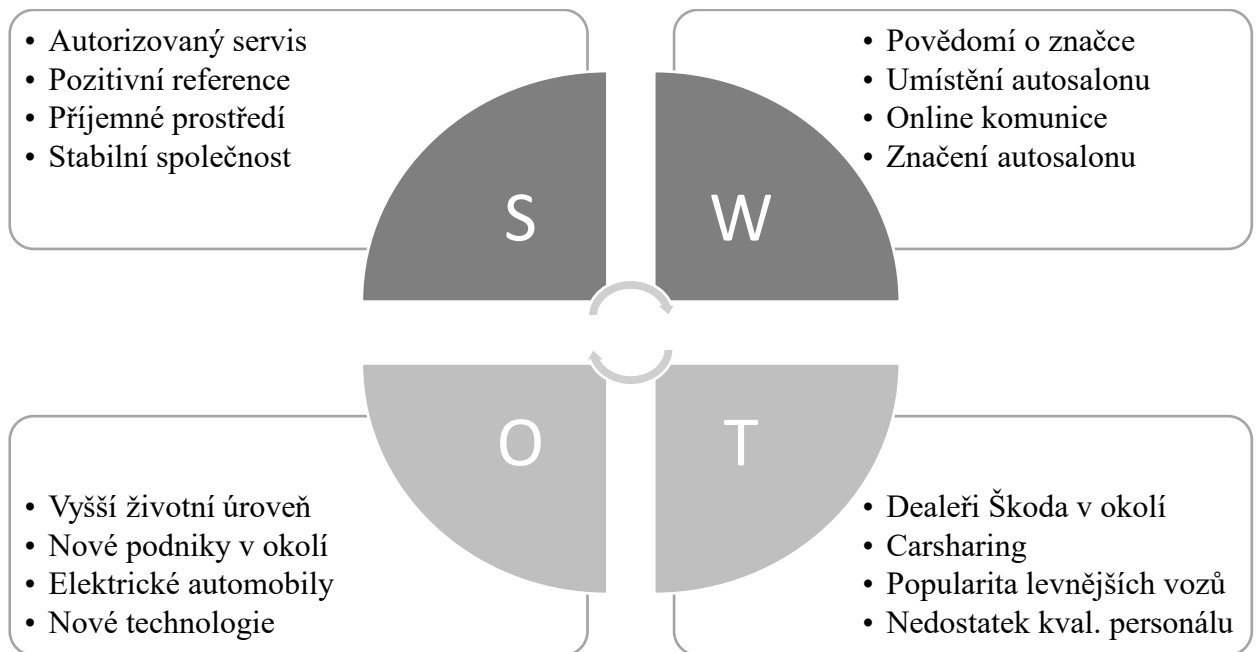 • Autorizovaný servis
• Pozitivní reference
• Příjemné prostředí
• Stabilní společnost
• Povědomí o značce
• Umístění autosalonu
• Online komunice
• Značení autosalonu
S
W
O
T
• Vyšší životní úroveň
• Nové podniky v okolí
• Elektrické automobily
• Nové technologie
• Dealeři Škoda v okolí
• Carsharing
• Popularita levnějších vozů
• Nedostatek kval. personálu